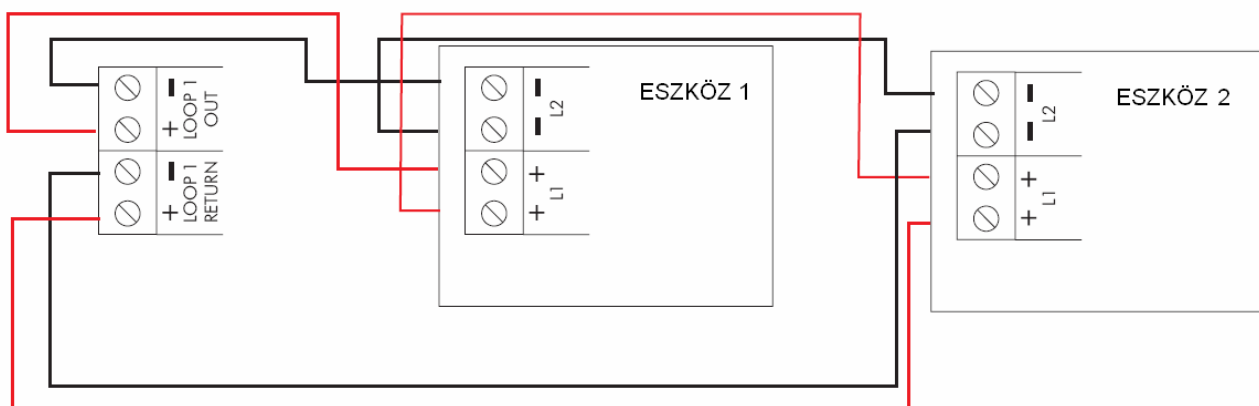 LOOP 1
OUT
- +
LOOP 1
RETURN
- +
ESZKÖZ 1
- -
L2
+ +
L1
ESZKÖZ 2
- -
L2
+ +
L1